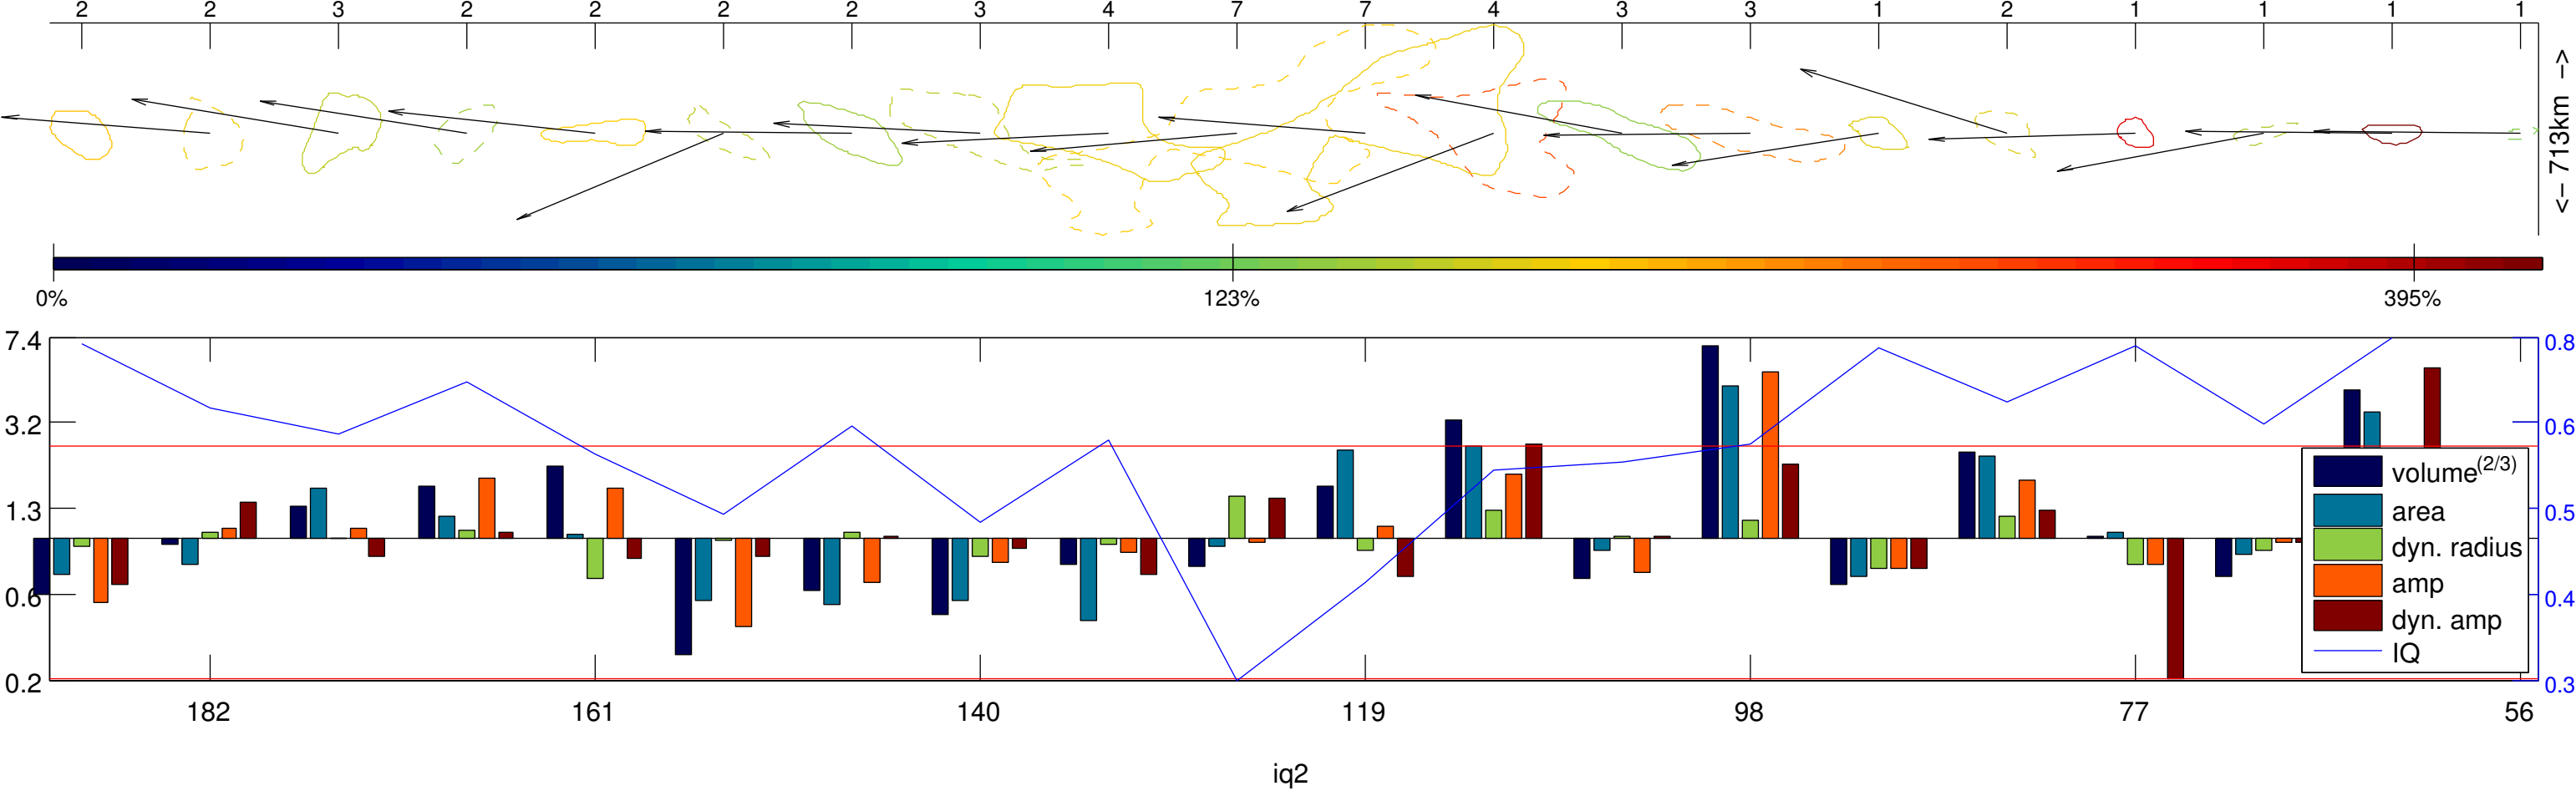 2 2 3 2 2 2 2 3 4 7 7 4 3 3 1 2 1 1 1 1
<-- 713km -->
0% 123% 395%
7.4 0.8
3.2 0.6
1.3 0.5
0.6 0.4
0.2 0.3
volume(2/3)
area
dyn. radius
amp
dyn. amp
IQ
182 161 140 119 98 77 56
iq2